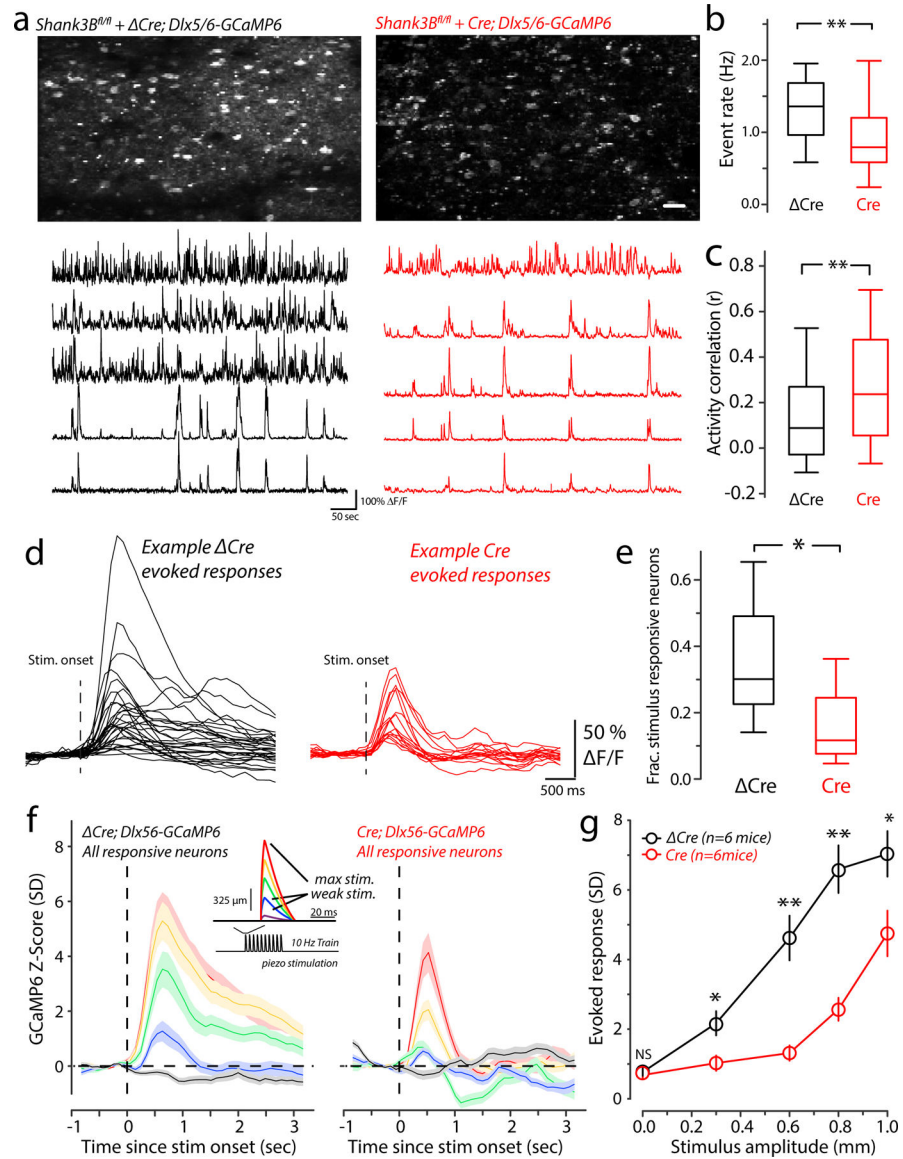 a
Shank3Bfl/fl + ΔCre; Dlx5/6-GCaMP6
Shank3Bfl/fl + Cre; Dlx5/6-GCaMP6
100% ΔF/F
50 sec
b
**
Event rate (Hz)
2.0
1.0
0.0
ΔCre
Cre
c
**
Activity correlation (r)
0.8
0.6
0.4
0.2
0.0
-0.2
ΔCre
Cre
d
Example ΔCre
evoked responses
Stim. onset
Example Cre
evoked responses
Stim. onset
50 %
ΔF/F
500 ms
e
*
Frac. stimulus responsive neurons
0.6
0.4
0.2
0.0
ΔCre
Cre
f
ΔCre; Dlx56-GCaMP6
All responsive neurons
Cre; Dlx56-GCaMP6
All responsive neurons
325 μm
max stim.
weak stim.
20 ms
10 Hz Train
piezo stimulation
GCaMP6 Z-Score (SD)
8
6
4
2
0
-1 0 1 2 3
Time since stim onset (sec)
-1 0 1 2 3
Time since stim onset (sec)
g
ΔCre (n=6 mice)
Cre (n=6mice)
Evoked response (SD)
8
6
4
2
0
NS
*
**
**
*
0.0 0.2 0.4 0.6 0.8 1.0
Stimulus amplitude (mm)